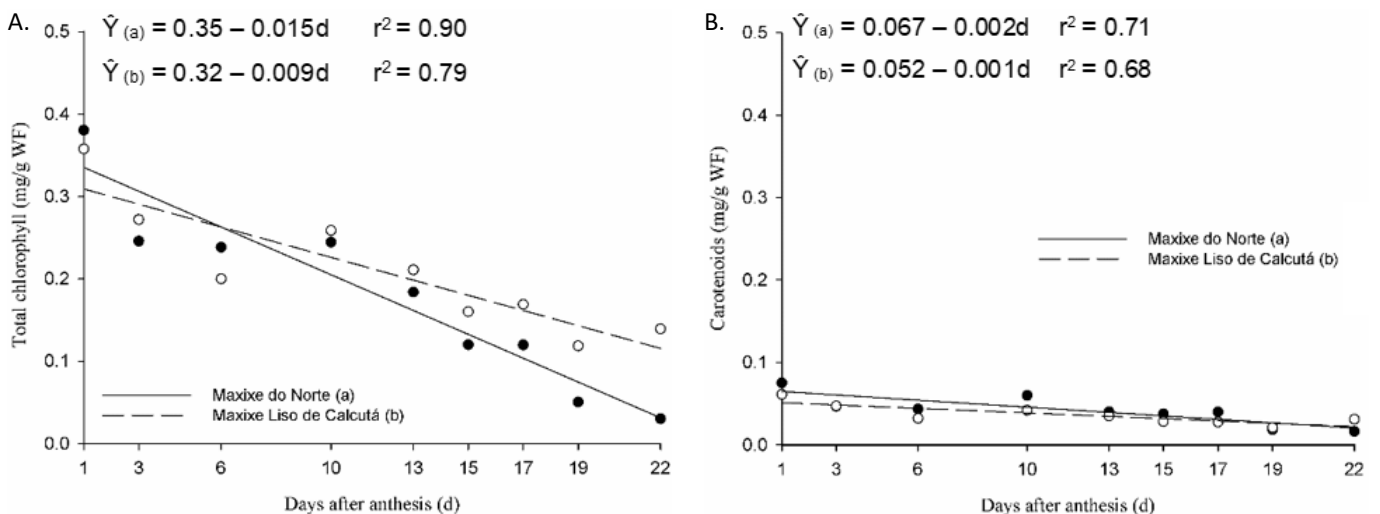 A.
Ŷ (a) = 0.35 – 0.015d r² = 0.90
Ŷ (b) = 0.32 – 0.009d r² = 0.79
Total chlorophyll (mg/g WF)
0.5
0.4
0.3
0.2
0.1
0.0
Maxixe do Norte (a)
Maxixe Liso de Calcutá (b)
1 3 6 10 13 15 17 19 22
Days after anthesis (d)
B.
Ŷ (a) = 0.067 – 0.002d r² = 0.71
Ŷ (b) = 0.052 – 0.001d r² = 0.68
Carotenoids (mg/g WF)
0.5
0.4
0.3
0.2
0.1
0.0
Maxixe do Norte (a)
Maxixe Liso de Calcutá (b)
1 3 6 10 13 15 17 19 22
Days after anthesis (d)